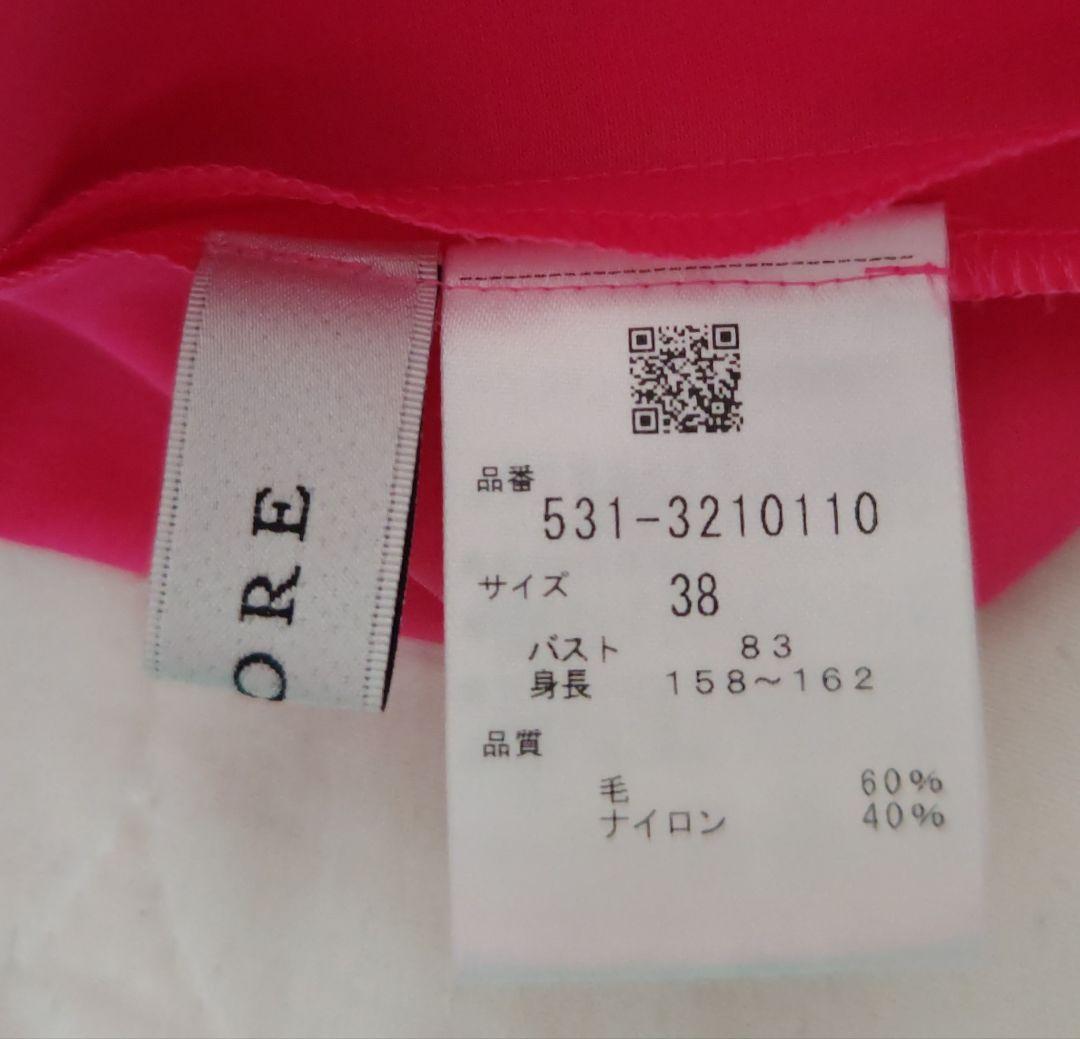 ORE
品番
531-3210110
サイズ 38
バスト 83
身長 158～162
品質
毛 60%
ナイロン 40%